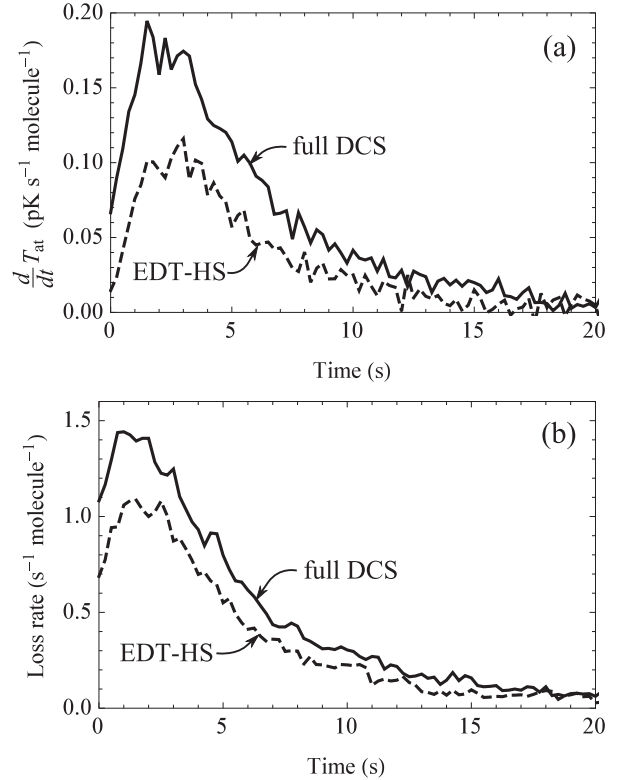 (a)
0.20
0.15
0.10
0.05
0.00
d/dt T_at (pK s⁻¹ molecule⁻¹)
full DCS
EDT-HS
0 5 10 15 20
Time (s)
(b)
1.5
1.0
0.5
0.0
Loss rate (s⁻¹ molecule⁻¹)
full DCS
EDT-HS
0 5 10 15 20
Time (s)